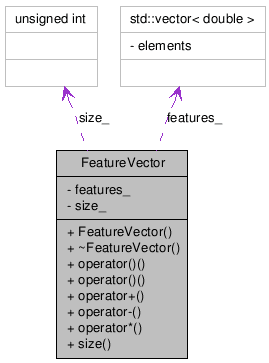 unsigned int
std::vector< double >
- elements
size_
features_
FeatureVector
- features_
- size_
+ FeatureVector()
+ ~FeatureVector()
+ operator()()
+ operator()()
+ operator+()
+ operator-()
+ operator*()
+ size()